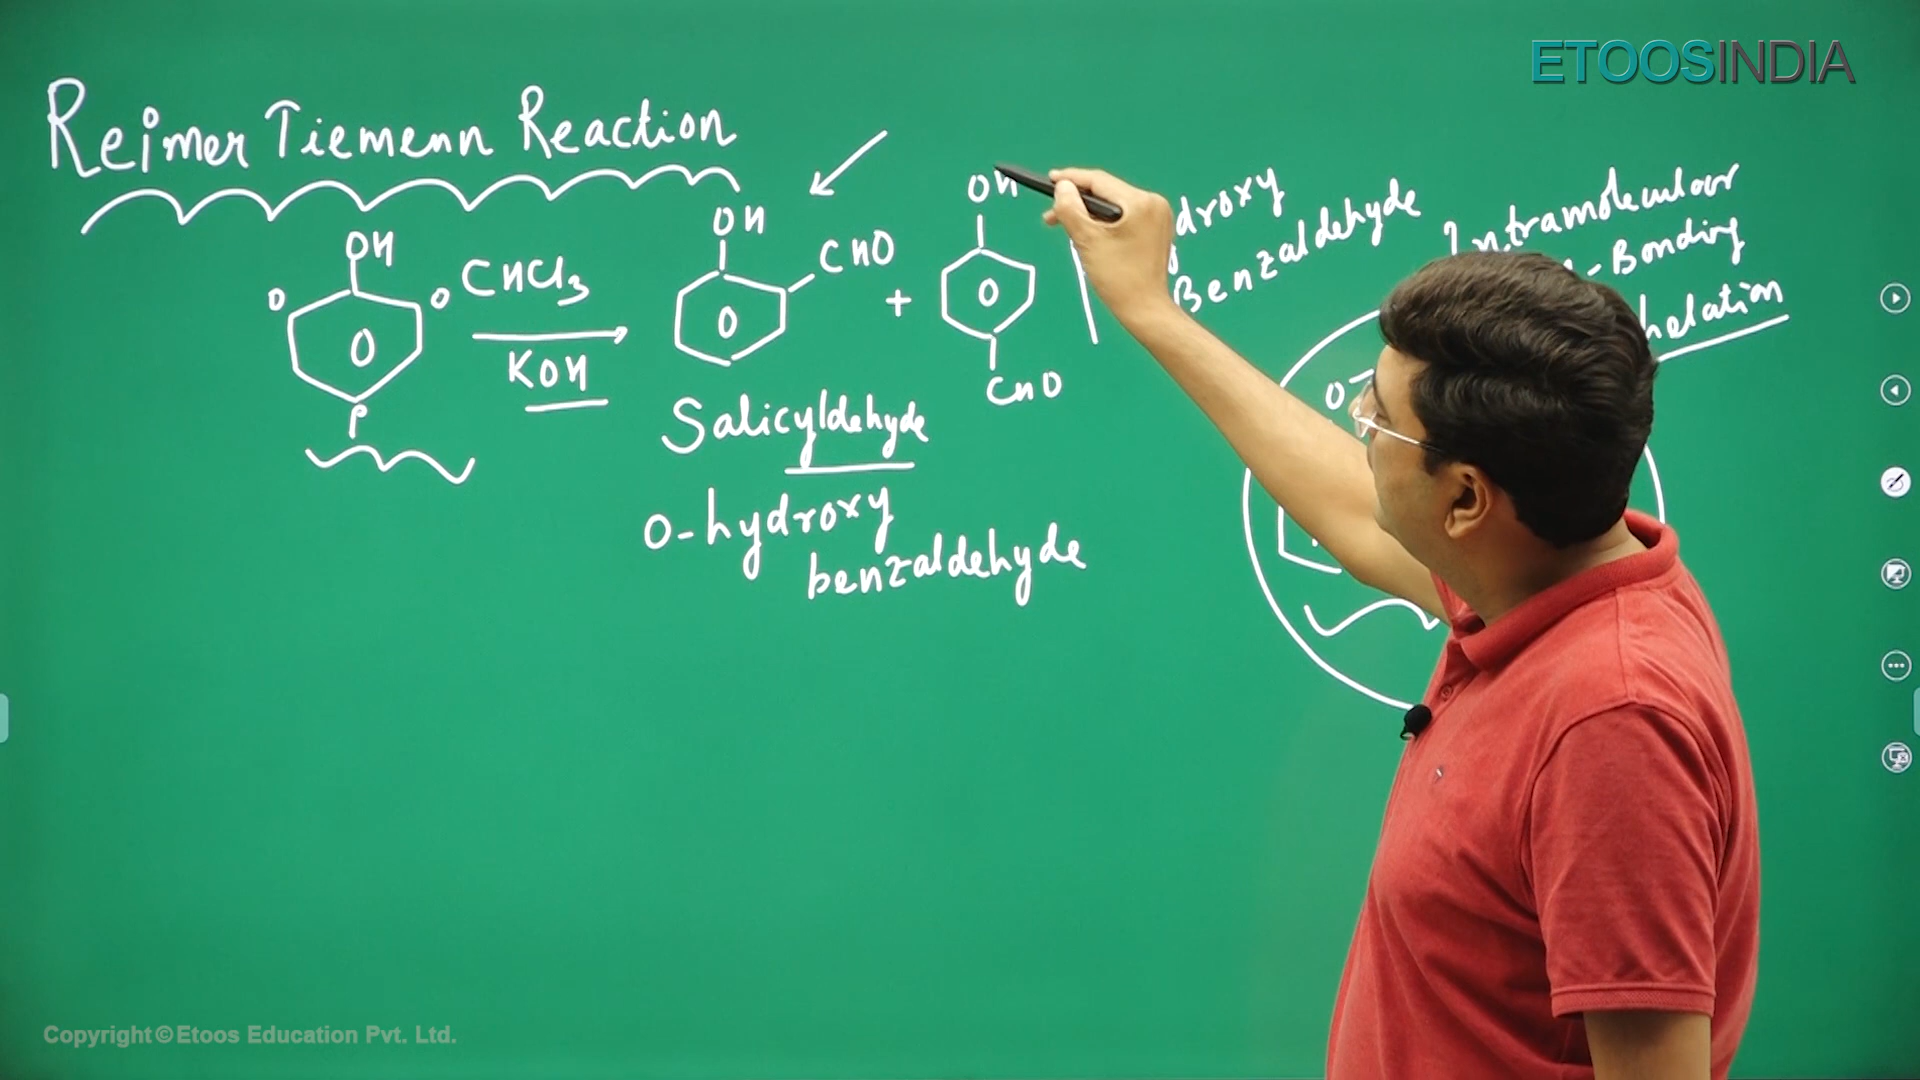 ETOOSINDIA
Reimer Tiemenn Reaction
OH
O O
P
CHCl3
KOH
OH
CHO
O
Salicyldehyde
O-hydroxy
benzaldehyde
+
OH
O
CHO
droxy
Benzaldehyde
Intramolecular
-Bonding
helation
O
Copyright © Etoos Education Pvt. Ltd.